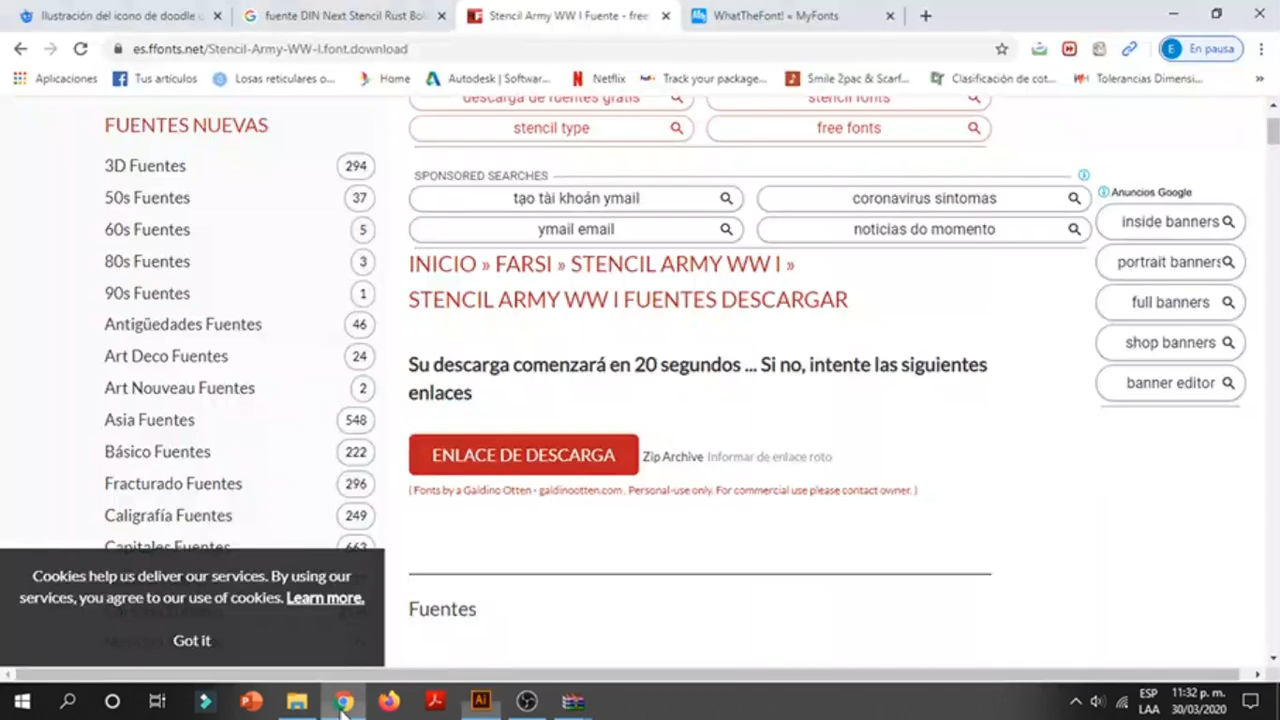 Ilustración del icono de doodle
fuente DIN Next Stencil Rust Bol
Stencil Army WW I Fuente - free
WhatTheFont! « MyFonts
es.ffonts.net/Stencil-Army-WW-I.font.download
En pausa
Aplicaciones
Tus artículos
Losas reticulares o...
Home
Autodesk | Softwar...
Netflix
Track your package...
Smile 2pac & Scarf...
Clasificación de cot...
Tolerancias Dimensi...
descarga de fuentes gratis
stencil fonts
stencil type
free fonts
SPONSORED SEARCHES
tạo tài khoản ymail
coronavirus sintomas
ymail email
noticias do momento
Anuncios Google
inside banners
portrait banners
full banners
shop banners
banner editor
FUENTES NUEVAS
3D Fuentes 294
50s Fuentes 37
60s Fuentes 5
80s Fuentes 3
90s Fuentes 1
Antigüedades Fuentes 46
Art Deco Fuentes 24
Art Nouveau Fuentes 2
Asia Fuentes 548
Básico Fuentes 222
Fracturado Fuentes 296
Caligrafía Fuentes 249
Capitales Fuentes 663
INICIO » FARSI » STENCIL ARMY WW I »
STENCIL ARMY WW I FUENTES DESCARGAR
Su descarga comenzará en 20 segundos ... Si no, intente las siguientes
enlaces
ENLACE DE DESCARGA
Zip Archive Informar de enlace roto
( Fonts by a Galdino Otten - galdinootten.com . Personal-use only. For commercial use please contact owner. )
Fuentes
Cookies help us deliver our services. By using our
services, you agree to our use of cookies. Learn more.
Got it
ESP
LAA
11:32 p. m.
30/03/2020